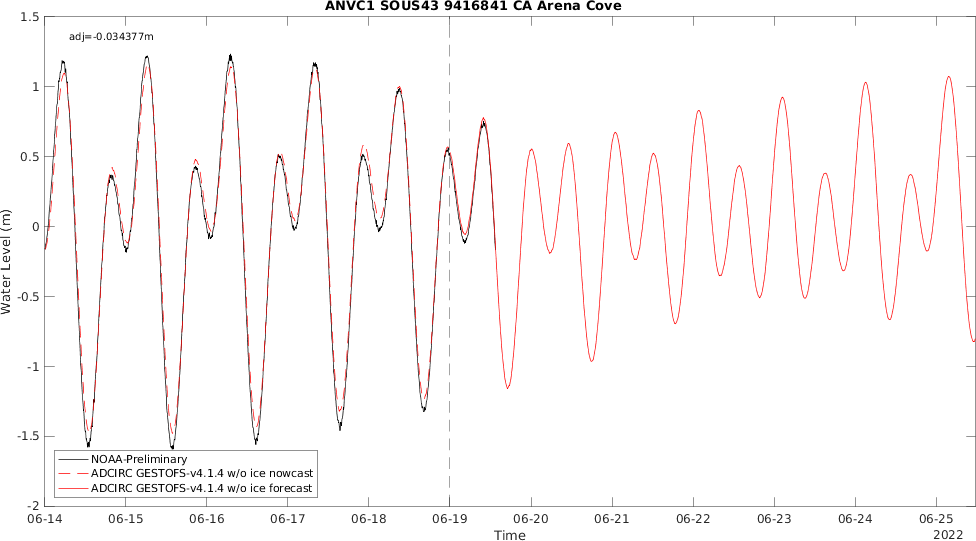 ANVC1 SOUS43 9416841 CA Arena Cove
adj=-0.034377m
Water Level (m)
1.5
1
0.5
0
-0.5
-1
-1.5
-2
NOAA-Preliminary
ADCIRC GESTOFS-v4.1.4 w/o ice nowcast
ADCIRC GESTOFS-v4.1.4 w/o ice forecast
06-14 06-15 06-16 06-17 06-18 06-19 06-20 06-21 06-22 06-23 06-24 06-25
Time
2022